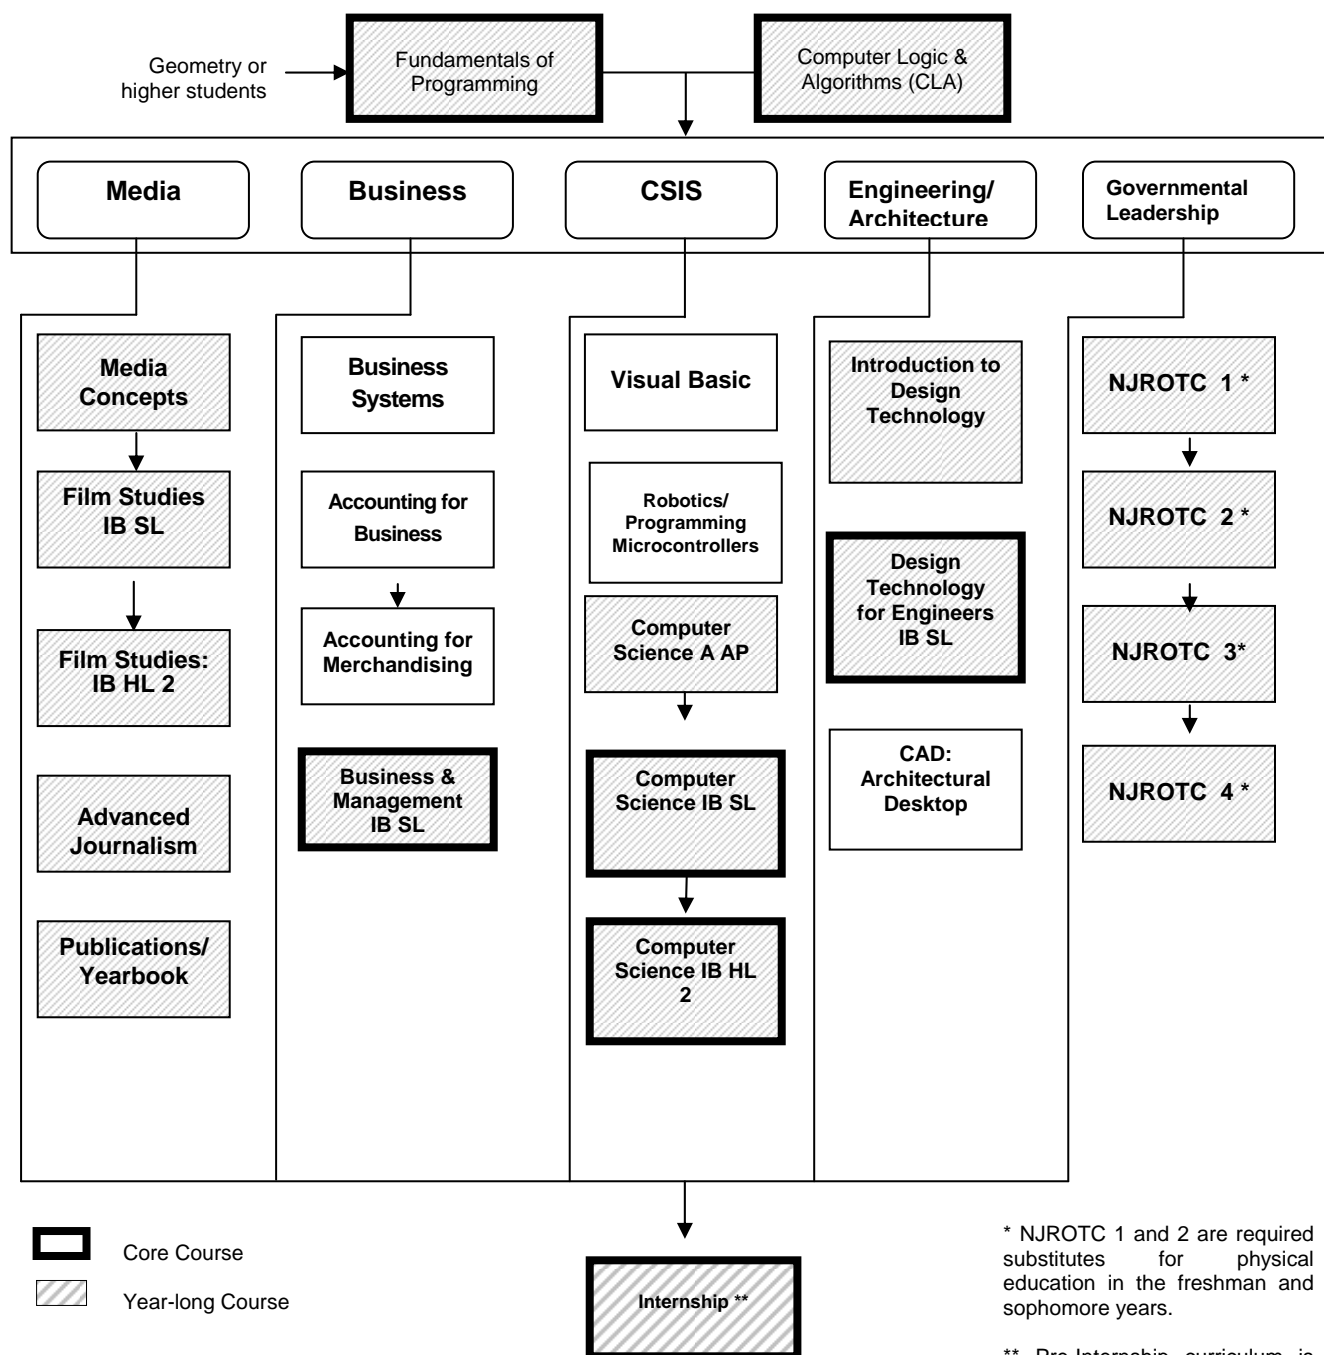 Geometry or
higher students
Fundamentals of
Programming
Computer Logic &
Algorithms (CLA)
Media
Business
CSIS
Engineering/
Architecture
Governmental
Leadership
Media
Concepts
Film Studies
IB SL
Film Studies:
IB HL 2
Advanced
Journalism
Publications/
Yearbook
Business
Systems
Accounting for
Business
Accounting for
Merchandising
Business &
Management
IB SL
Visual Basic
Robotics/
Programming
Microcontrollers
Computer
Science A AP
Computer
Science IB SL
Computer
Science IB HL
2
Introduction to
Design
Technology
Design
Technology
for Engineers
IB SL
CAD:
Architectural
Desktop
NJROTC 1 *
NJROTC 2 *
NJROTC 3*
NJROTC 4 *
Core Course
Year-long Course
Internship **
* NJROTC 1 and 2 are required
substitutes for physical
education in the freshman and
sophomore years.
** Pre-Internship curriculum is